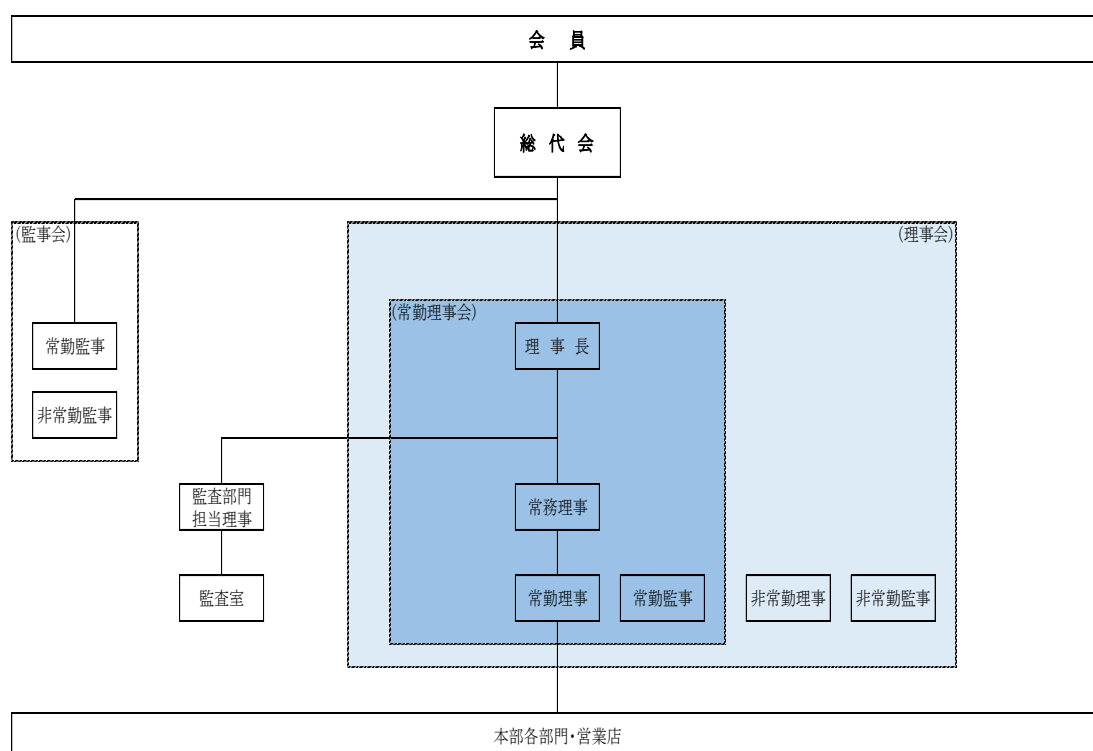 会 員
総 代 会
(監事会)
(理事会)
(常勤理事会)
常勤監事
理 事 長
非常勤監事
監査部門
担当理事
常務理事
監査室
常勤理事
常勤監事
非常勤理事
非常勤監事
本部各部門・営業店